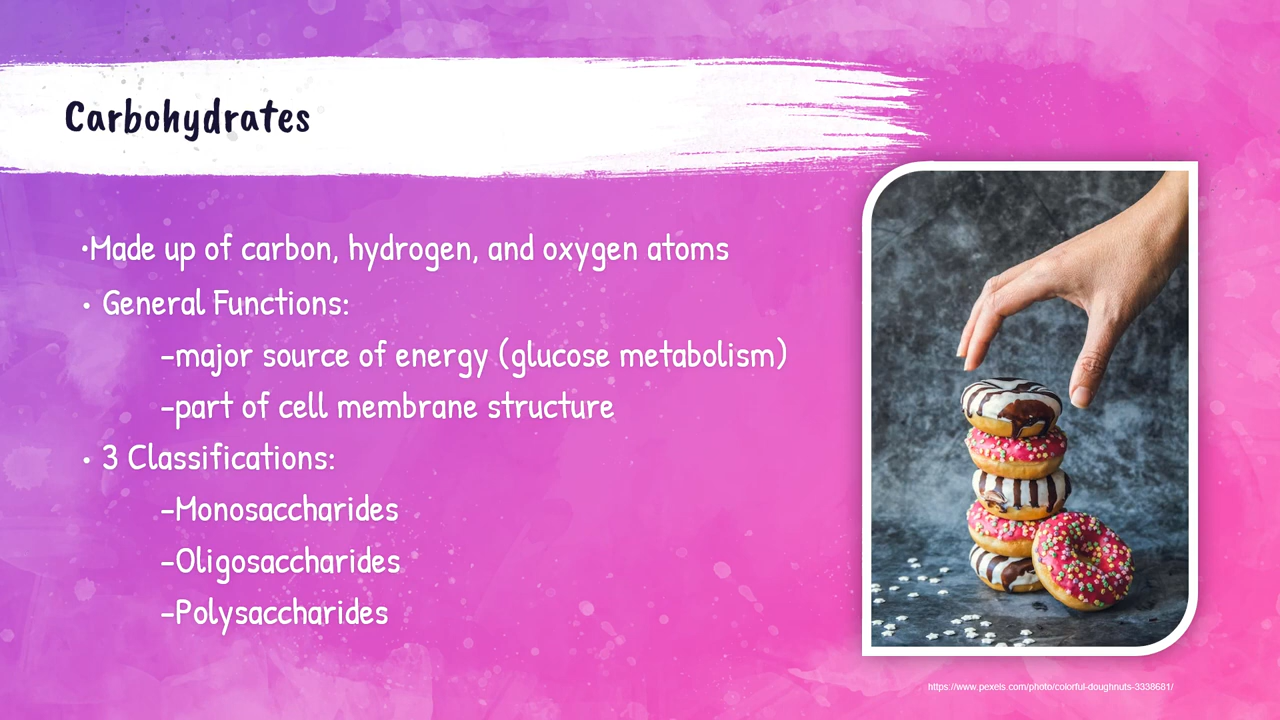 Carbohydrates
•Made up of carbon, hydrogen, and oxygen atoms
• General Functions:
-major source of energy (glucose metabolism)
-part of cell membrane structure
• 3 Classifications:
-Monosaccharides
-Oligosaccharides
-Polysaccharides
https://www.pexels.com/photo/colorful-doughnuts-3338681/